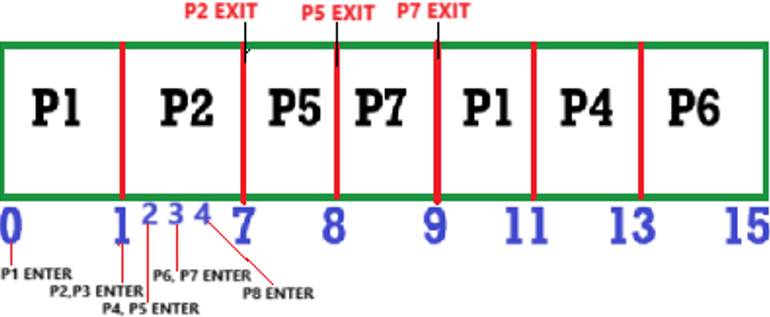 P2 EXIT P5 EXIT P7 EXIT
P1 P2 P5 P7 P1 P4 P6
0 1 2 3 4 7 8 9 11 13 15
P1 ENTER
P6, P7 ENTER
P2,P3 ENTER
P8 ENTER
P4, P5 ENTER